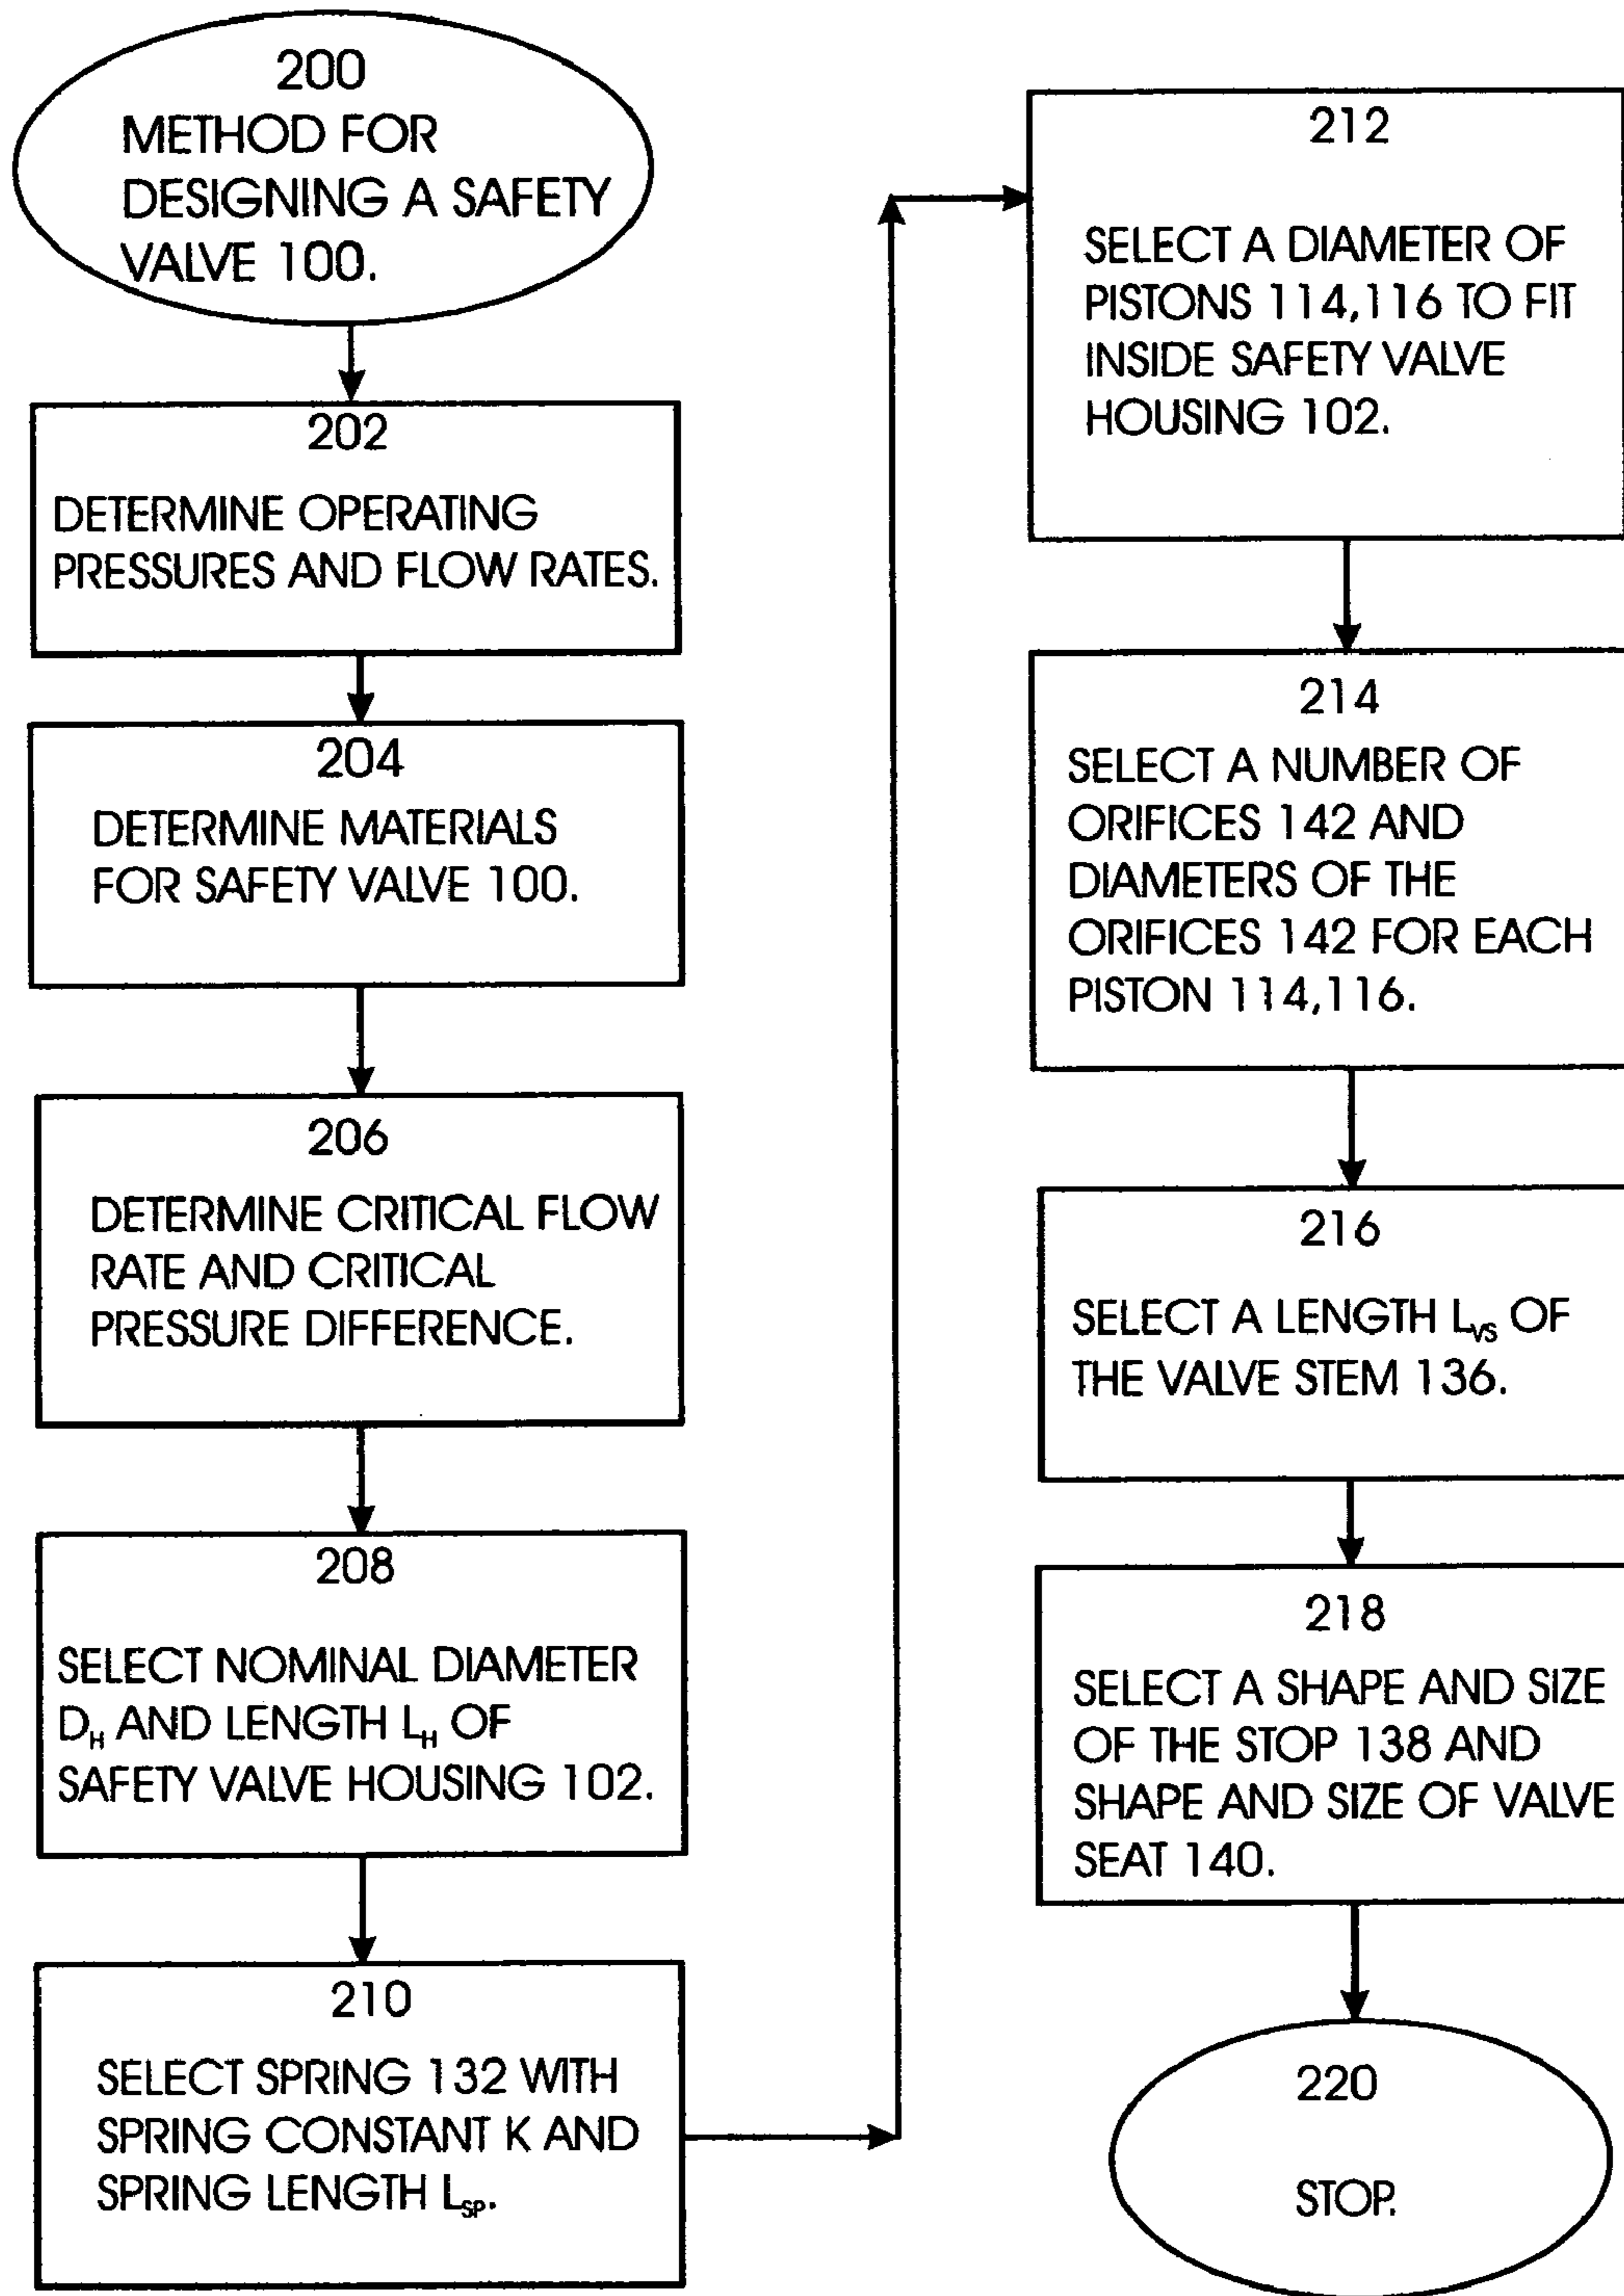 200
METHOD FOR
DESIGNING A SAFETY
VALVE 100.
202
DETERMINE OPERATING
PRESSURES AND FLOW RATES.
204
DETERMINE MATERIALS
FOR SAFETY VALVE 100.
206
DETERMINE CRITICAL FLOW
RATE AND CRITICAL
PRESSURE DIFFERENCE.
208
SELECT NOMINAL DIAMETER
D_H AND LENGTH L_H OF
SAFETY VALVE HOUSING 102.
210
SELECT SPRING 132 WITH
SPRING CONSTANT K AND
SPRING LENGTH L_SP.
212
SELECT A DIAMETER OF
PISTONS 114,116 TO FIT
INSIDE SAFETY VALVE
HOUSING 102.
214
SELECT A NUMBER OF
ORIFICES 142 AND
DIAMETERS OF THE
ORIFICES 142 FOR EACH
PISTON 114,116.
216
SELECT A LENGTH L_VS OF
THE VALVE STEM 136.
218
SELECT A SHAPE AND SIZE
OF THE STOP 138 AND
SHAPE AND SIZE OF VALVE
SEAT 140.
220
STOP.